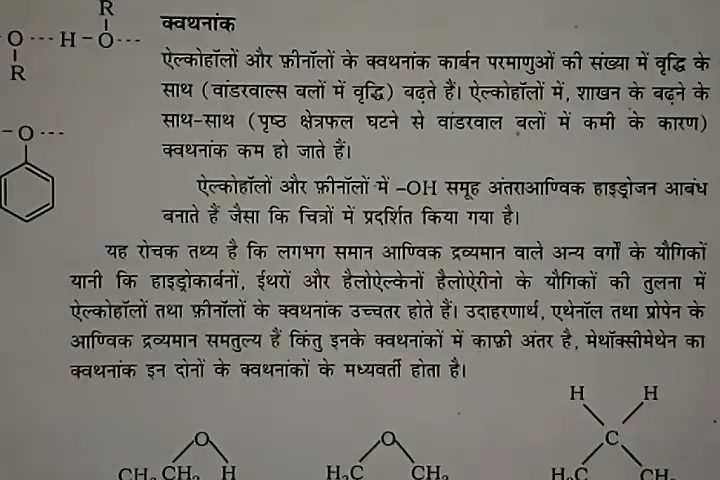 R
O --- H – O ---
R
– O ---
क्वथनांक
ऐल्कोहॉलों और फ़ीनॉलों के क्वथनांक कार्बन परमाणुओं की संख्या में वृद्धि के
साथ (वांडरवाल्स बलों में वृद्धि) बढ़ते हैं। ऐल्कोहॉलों में, शाखन के बढ़ने के
साथ-साथ (पृष्ठ क्षेत्रफल घटने से वांडरवाल बलों में कमी के कारण)
क्वथनांक कम हो जाते हैं।
ऐल्कोहॉलों और फ़ीनॉलों में –OH समूह अंतराआण्विक हाइड्रोजन आबंध
बनाते हैं जैसा कि चित्रों में प्रदर्शित किया गया है।
यह रोचक तथ्य है कि लगभग समान आण्विक द्रव्यमान वाले अन्य वर्गों के यौगिकों
यानी कि हाइड्रोकार्बनों, ईथरों और हैलोऐल्केनों हैलोऐरीनो के यौगिकों की तुलना में
ऐल्कोहॉलों तथा फ़ीनॉलों के क्वथनांक उच्चतर होते हैं। उदाहरणार्थ, एथेनॉल तथा प्रोपेन के
आण्विक द्रव्यमान समतुल्य हैं किंतु इनके क्वथनांकों में काफ़ी अंतर है, मेथॉक्सीमेथेन का
क्वथनांक इन दोनों के क्वथनांकों के मध्यवर्ती होता है।
H H
O O C
CH₃ CH₂ H H₃C CH₃ H₃C CH₃